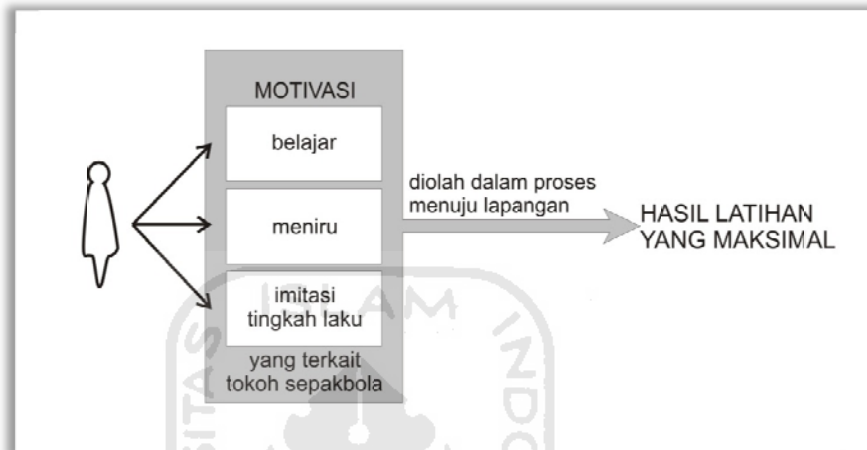 MOTIVASI
belajar
meniru
imitasi
tingkah laku
yang terkait
tokoh sepakbola
diolah dalam proses
menuju lapangan
HASIL LATIHAN
YANG MAKSIMAL
ISLAM